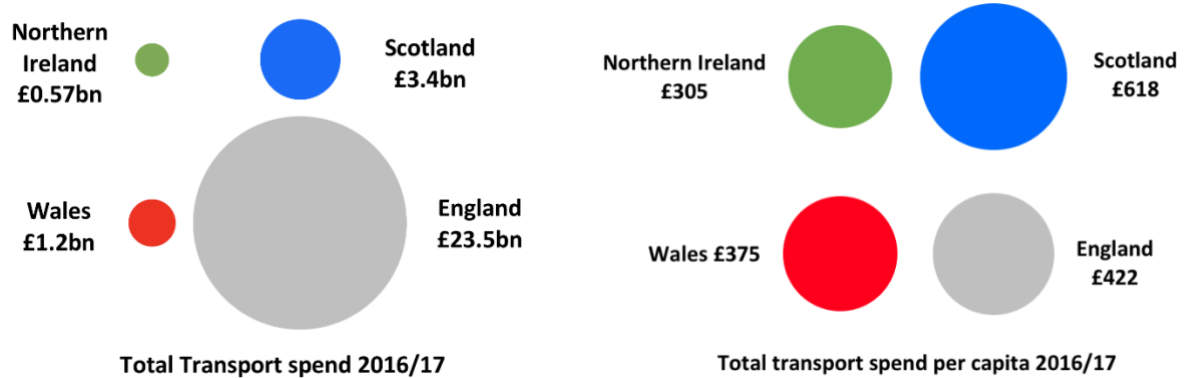 Northern
Ireland
£0.57bn
Scotland
£3.4bn
Wales
£1.2bn
England
£23.5bn
Total Transport spend 2016/17
Northern Ireland
£305
Scotland
£618
Wales £375
England
£422
Total transport spend per capita 2016/17